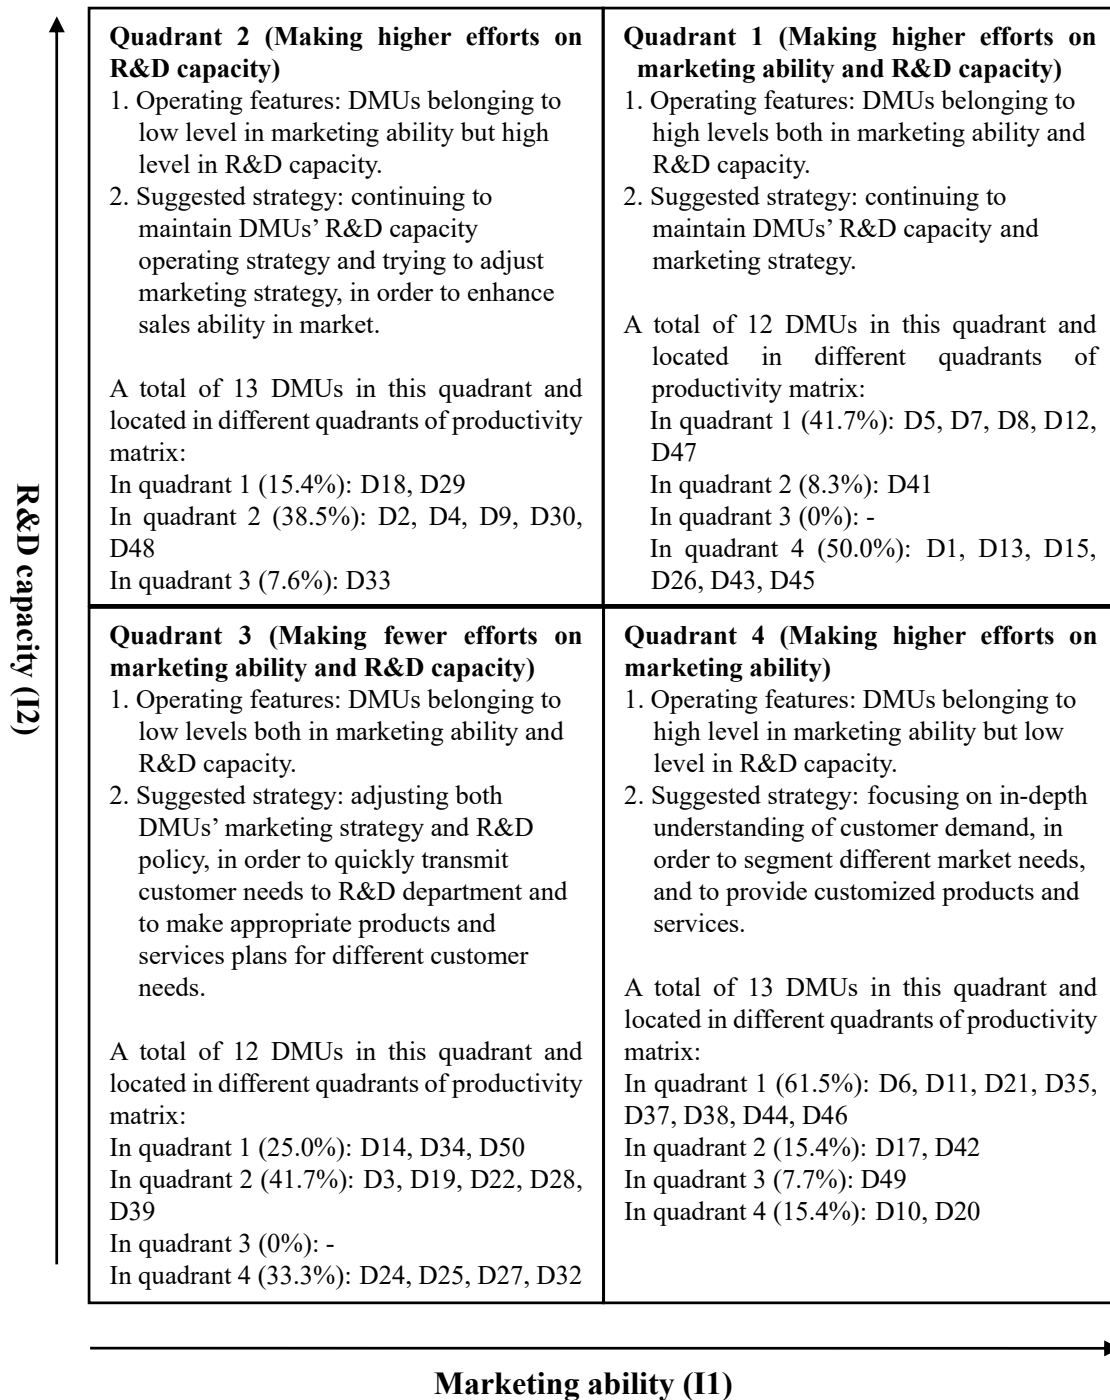 Quadrant 2 (Making higher efforts on
R&D capacity)
1. Operating features: DMUs belonging to
low level in marketing ability but high
level in R&D capacity.
2. Suggested strategy: continuing to
maintain DMUs’ R&D capacity
operating strategy and trying to adjust
marketing strategy, in order to enhance
sales ability in market.
A total of 13 DMUs in this quadrant and
located in different quadrants of productivity
matrix:
In quadrant 1 (15.4%): D18, D29
In quadrant 2 (38.5%): D2, D4, D9, D30,
D48
In quadrant 3 (7.6%): D33
Quadrant 1 (Making higher efforts on
marketing ability and R&D capacity)
1. Operating features: DMUs belonging to
high levels both in marketing ability and
R&D capacity.
2. Suggested strategy: continuing to
maintain DMUs’ R&D capacity and
marketing strategy.
A total of 12 DMUs in this quadrant and
located in different quadrants of
productivity matrix:
In quadrant 1 (41.7%): D5, D7, D8, D12,
D47
In quadrant 2 (8.3%): D41
In quadrant 3 (0%): -
In quadrant 4 (50.0%): D1, D13, D15,
D26, D43, D45
R&D capacity (I2)
Quadrant 3 (Making fewer efforts on
marketing ability and R&D capacity)
1. Operating features: DMUs belonging to
low levels both in marketing ability and
R&D capacity.
2. Suggested strategy: adjusting both
DMUs’ marketing strategy and R&D
policy, in order to quickly transmit
customer needs to R&D department and
to make appropriate products and
services plans for different customer
needs.
A total of 12 DMUs in this quadrant and
located in different quadrants of productivity
matrix:
In quadrant 1 (25.0%): D14, D34, D50
In quadrant 2 (41.7%): D3, D19, D22, D28,
D39
In quadrant 3 (0%): -
In quadrant 4 (33.3%): D24, D25, D27, D32
Quadrant 4 (Making higher efforts on
marketing ability)
1. Operating features: DMUs belonging to
high level in marketing ability but low
level in R&D capacity.
2. Suggested strategy: focusing on in-depth
understanding of customer demand, in
order to segment different market needs,
and to provide customized products and
services.
A total of 13 DMUs in this quadrant and
located in different quadrants of productivity
matrix:
In quadrant 1 (61.5%): D6, D11, D21, D35,
D37, D38, D44, D46
In quadrant 2 (15.4%): D17, D42
In quadrant 3 (7.7%): D49
In quadrant 4 (15.4%): D10, D20
Marketing ability (I1)